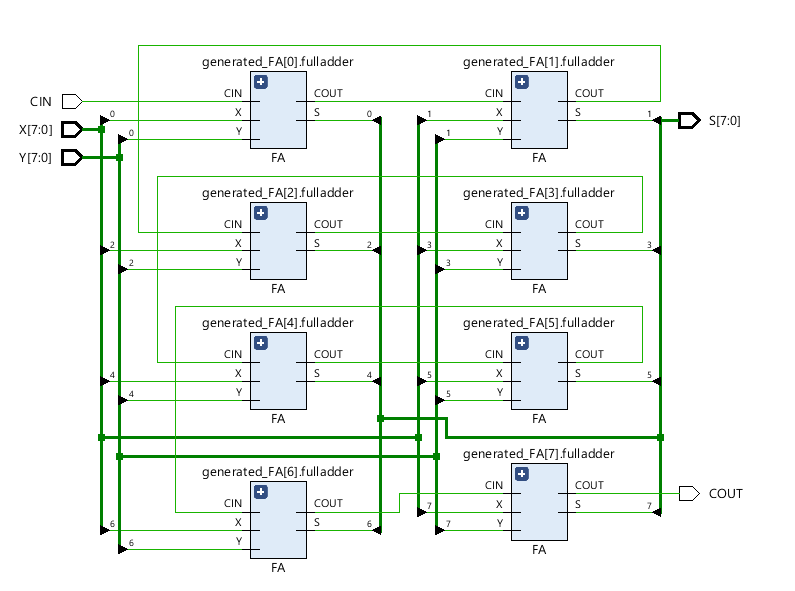 generated_FA[0].fulladder
generated_FA[1].fulladder
CIN
CIN
COUT
CIN
COUT
X[7:0]
0
X
S
0
1
X
S
1
S[7:0]
Y[7:0]
0
Y
1
Y
FA
FA
generated_FA[2].fulladder
generated_FA[3].fulladder
CIN
COUT
CIN
COUT
2
X
S
2
3
X
S
3
2
Y
3
Y
FA
FA
generated_FA[4].fulladder
generated_FA[5].fulladder
CIN
COUT
CIN
COUT
4
X
S
4
5
X
S
5
4
Y
5
Y
FA
FA
generated_FA[6].fulladder
generated_FA[7].fulladder
CIN
COUT
CIN
COUT
COUT
6
X
S
6
7
X
S
7
6
Y
7
Y
FA
FA